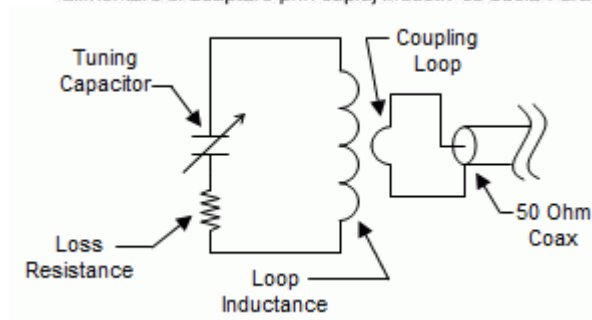 Coupling
Loop
Tuning
Capacitor
50 Ohm
Coax
Loss
Resistance
Loop
Inductance